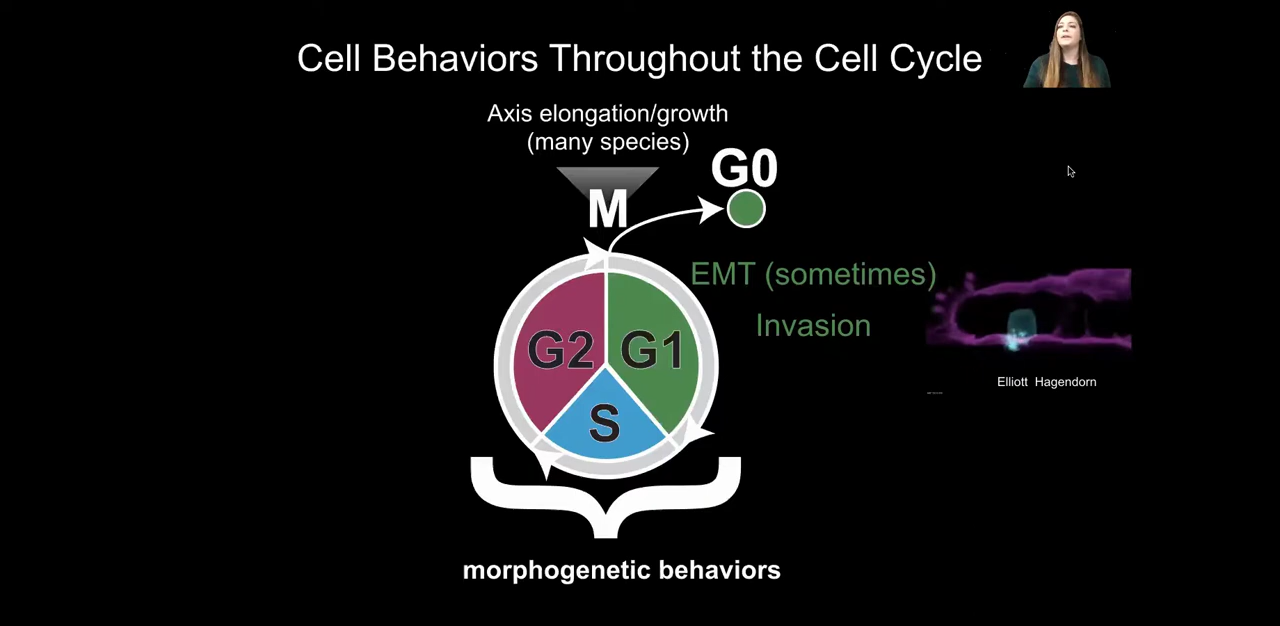 Cell Behaviors Throughout the Cell Cycle
Axis elongation/growth
(many species)
G0
M
EMT (sometimes)
Invasion
G2
G1
S
Elliott Hagendorn
morphogenetic behaviors